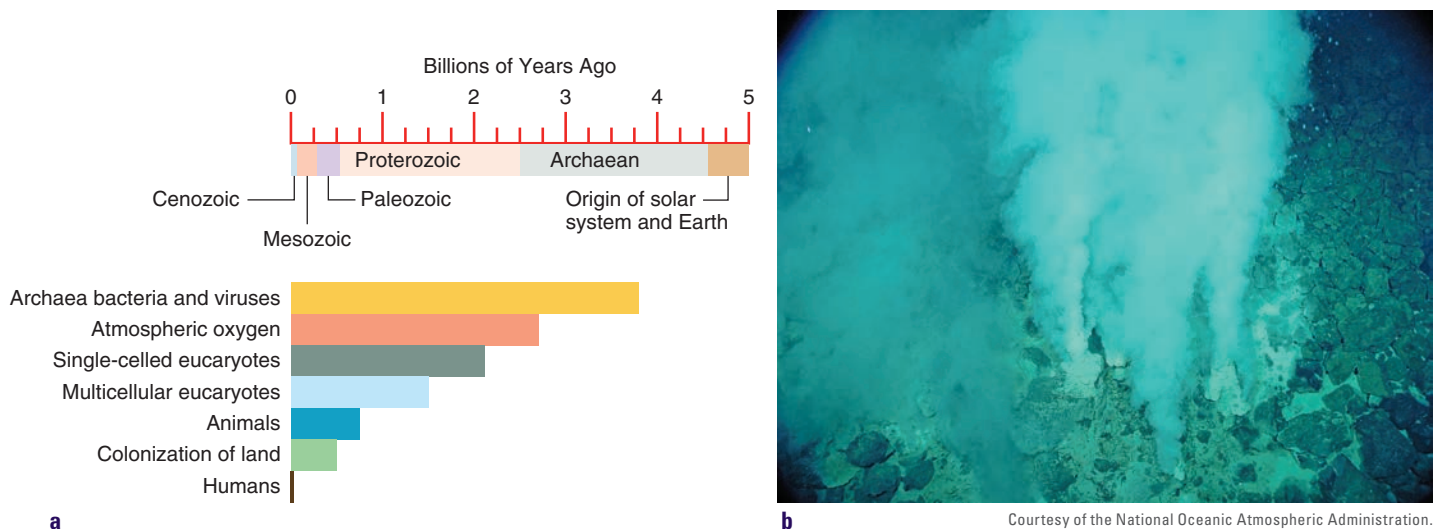 Billions of Years Ago
0 1 2 3 4 5
Proterozoic Archaean
Cenozoic Paleozoic Origin of solar
system and Earth
Mesozoic
Archaea bacteria and viruses
Atmospheric oxygen
Single-celled eucaryotes
Multicellular eucaryotes
Animals
Colonization of land
Humans
a b Courtesy of the National Oceanic Atmospheric Administration.